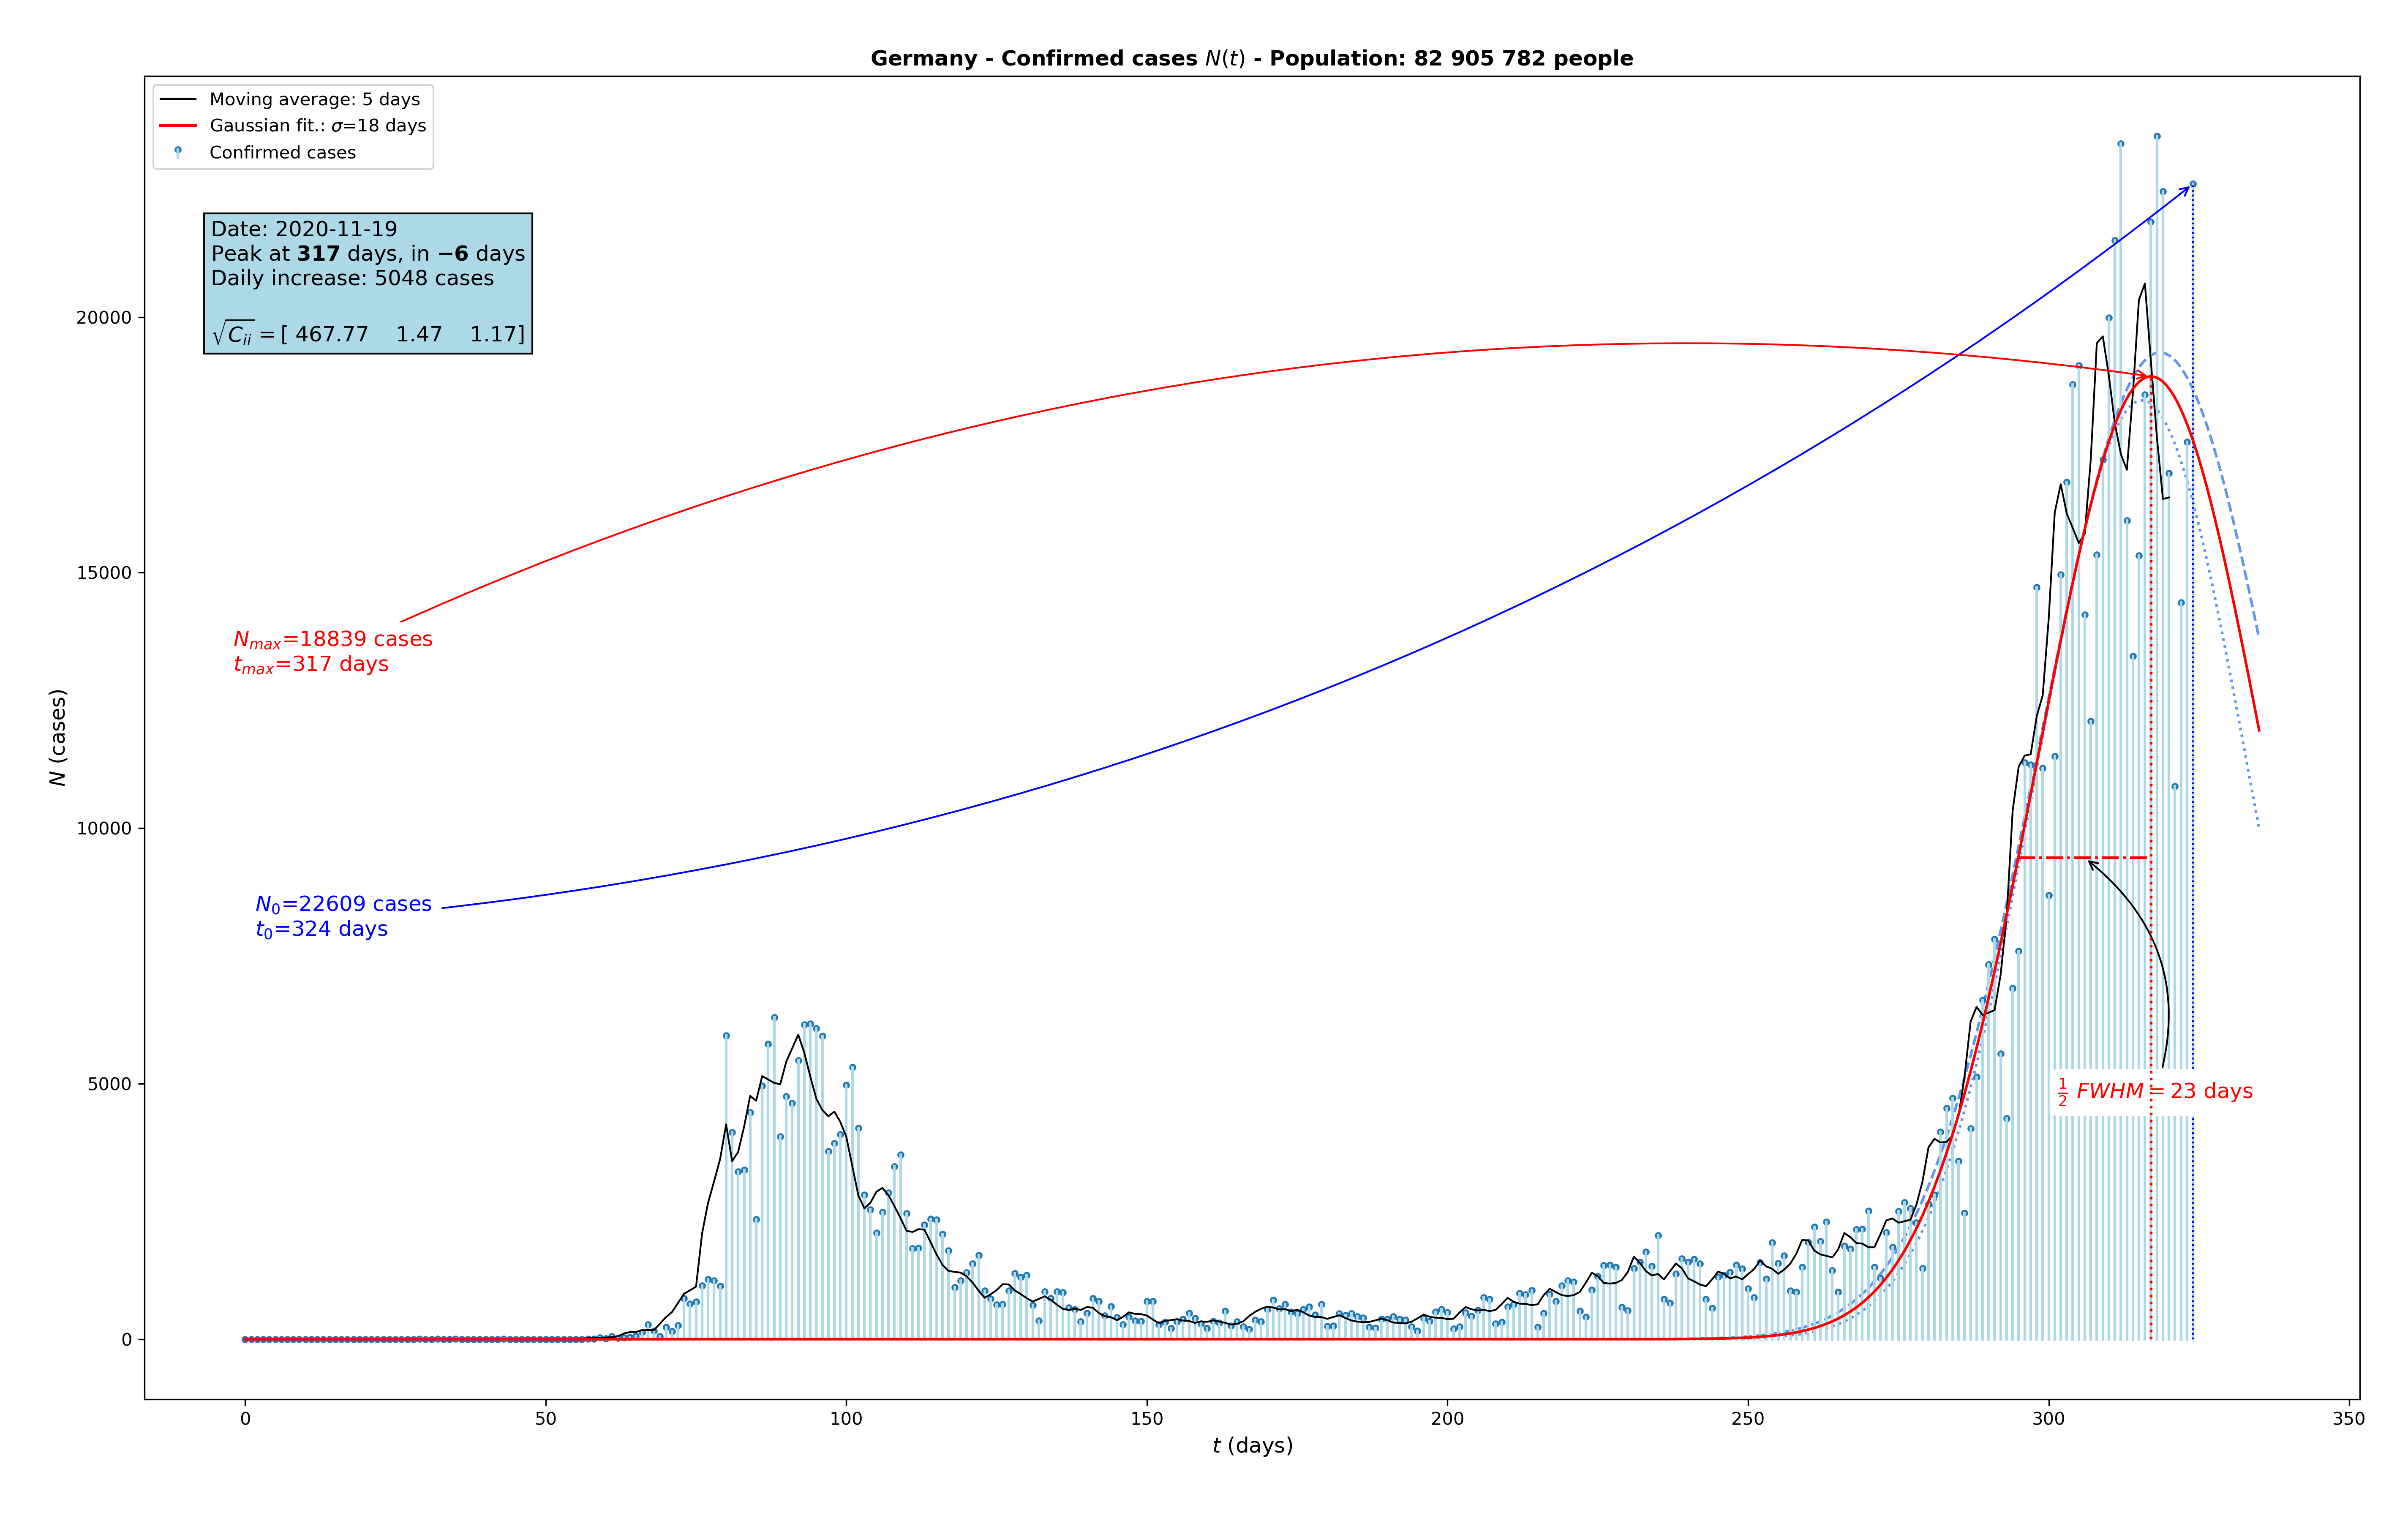 Germany - Confirmed cases N(t) - Population: 82 905 782 people
Moving average: 5 days
Gaussian fit.: σ=18 days
Confirmed cases
Date: 2020-11-19
Peak at 317 days, in −6 days
Daily increase: 5048 cases
√C_ii = [ 467.77 1.47 1.17]
N_max=18839 cases
t_max=317 days
N_0=22609 cases
t_0=324 days
½ FWHM = 23 days
N (cases)
20000
15000
10000
5000
0
0 50 100 150 200 250 300 350
t (days)